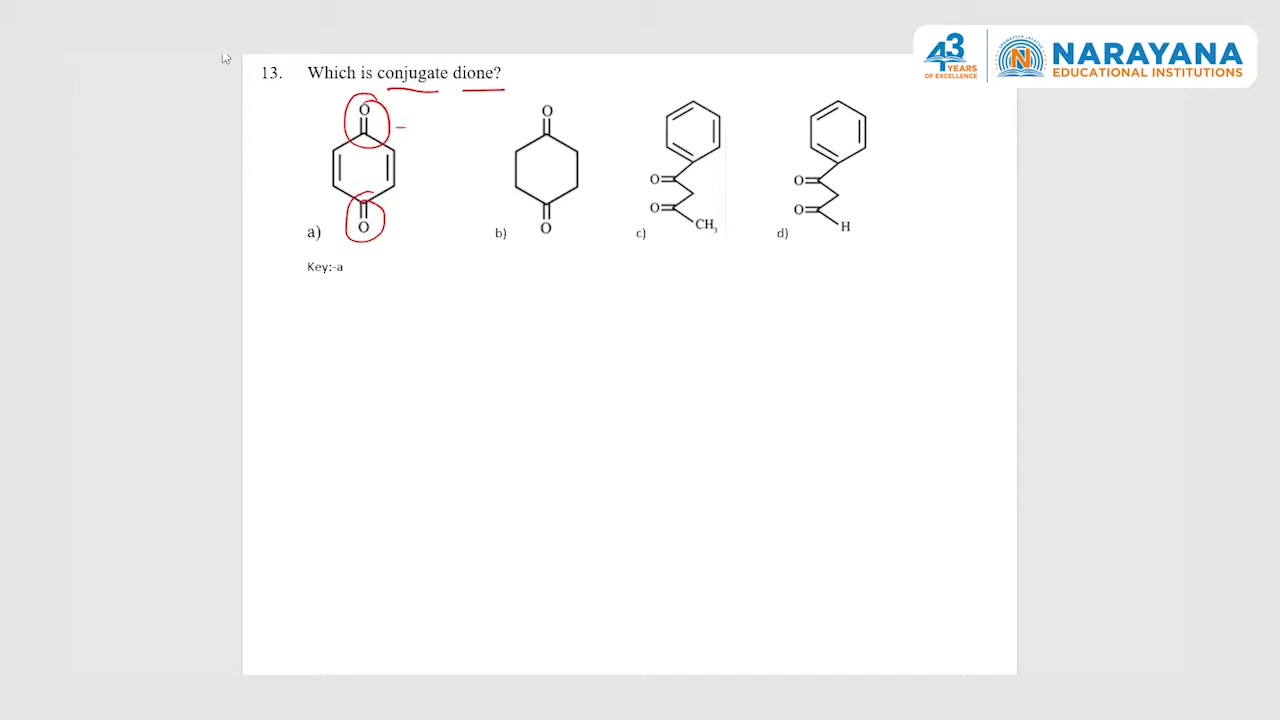 43
YEARS
OF EXCELLENCE
N
NARAYANA
EDUCATIONAL INSTITUTIONS
13. Which is conjugate dione?
O
O
a)
O
O
b)
O
O
CH3
c)
O
O
H
d)
Key:-a